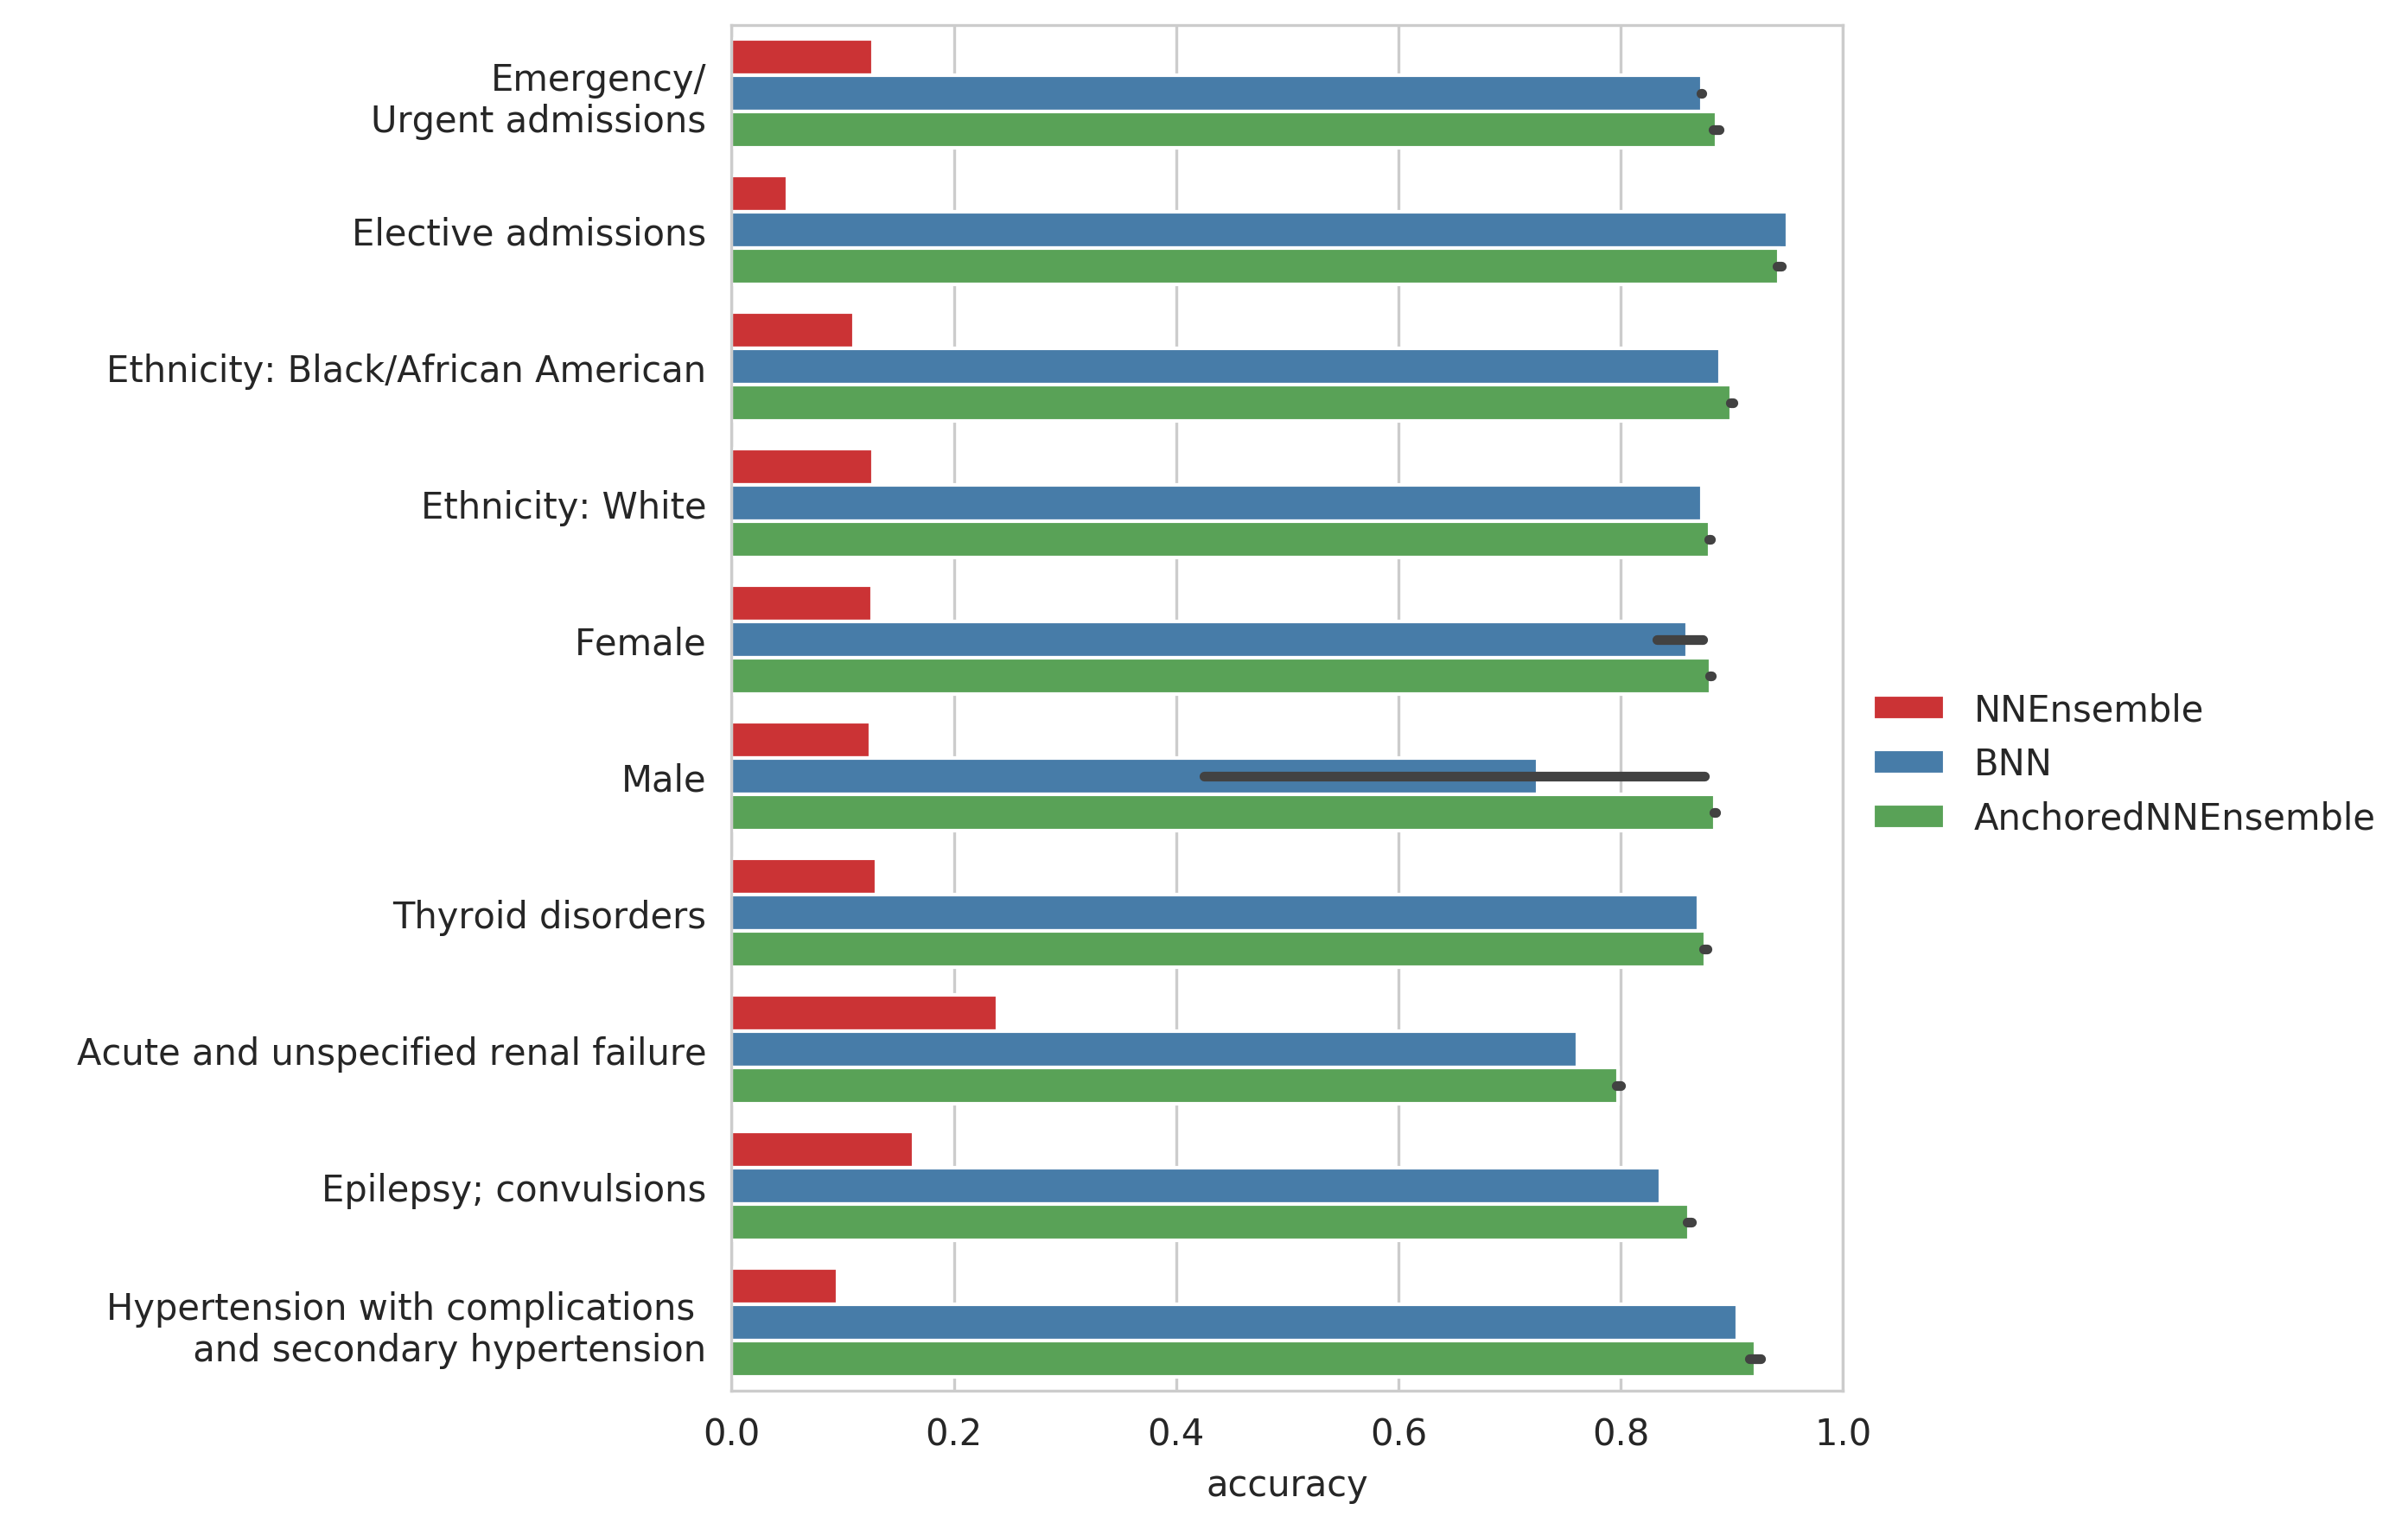 Emergency/
Urgent admissions
Elective admissions
Ethnicity: Black/African American
Ethnicity: White
Female
Male
Thyroid disorders
Acute and unspecified renal failure
Epilepsy; convulsions
Hypertension with complications
and secondary hypertension
0.0 0.2 0.4 0.6 0.8 1.0
accuracy
NNEnsemble
BNN
AnchoredNNEnsemble